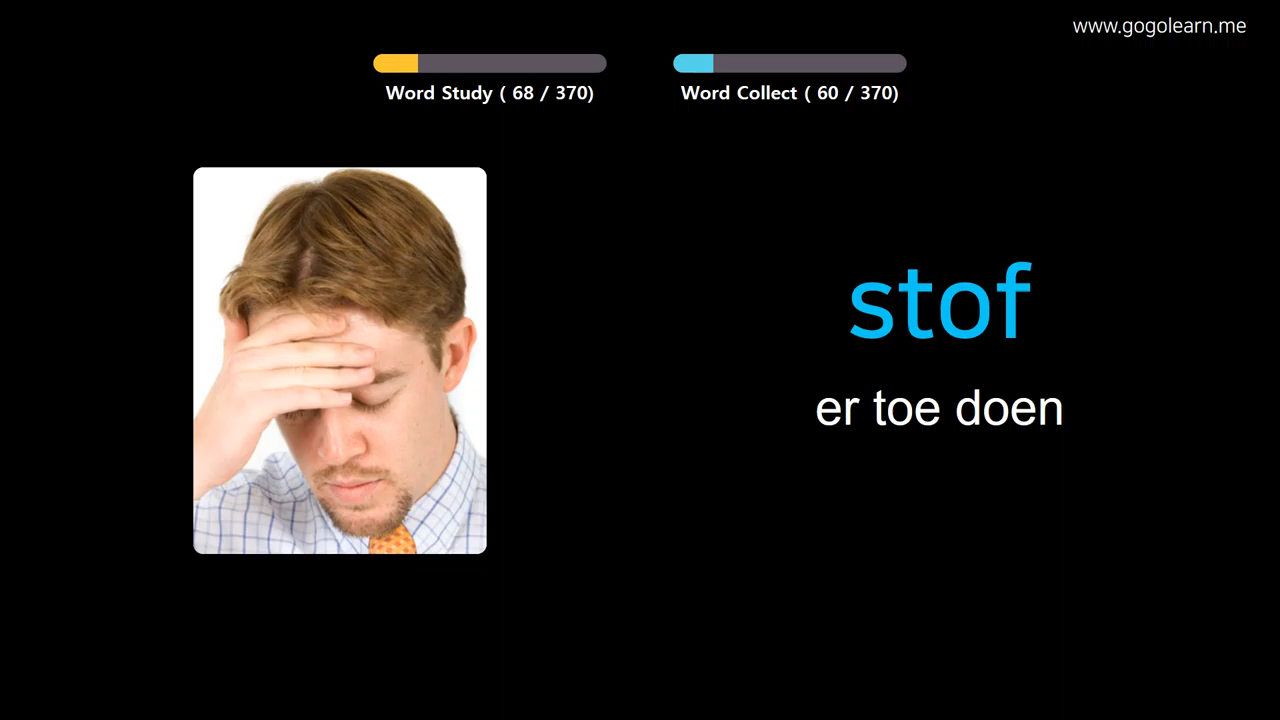 www.gogolearn.me
Word Study ( 68 / 370)
Word Collect ( 60 / 370)
stof
er toe doen